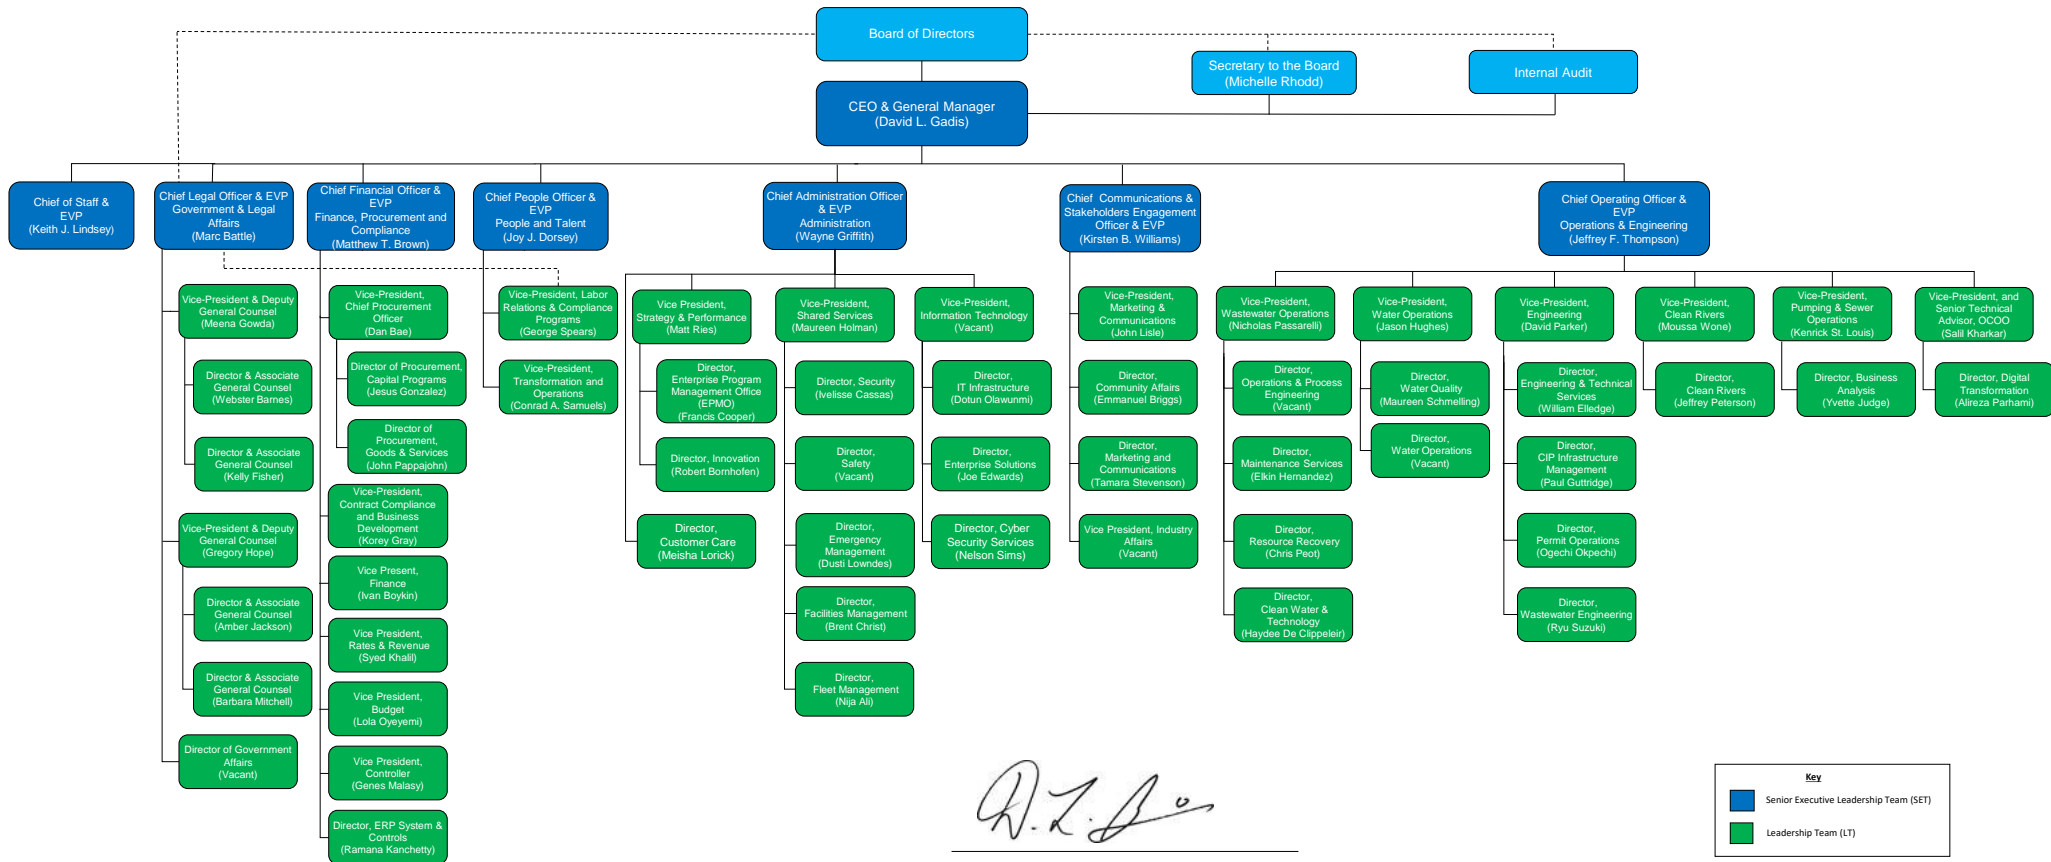 Board of Directors
Secretary to the Board
(Michelle Rhodd)
Internal Audit
CEO & General Manager
(David L. Gadis)
Chief of Staff &
EVP
(Keith J. Lindsey)
Chief Legal Officer & EVP
Government & Legal
Affairs
(Marc Battle)
Chief Financial Officer &
EVP
Finance, Procurement and
Compliance
(Matthew T. Brown)
Chief People Officer &
EVP
People and Talent
(Joy J. Dorsey)
Chief Administration Officer
& EVP
Administration
(Wayne Griffith)
Chief Communications &
Stakeholders Engagement
Officer & EVP
(Kirsten B. Williams)
Chief Operating Officer &
EVP
Operations & Engineering
(Jeffrey F. Thompson)
Vice-President & Deputy
General Counsel
(Meena Gowda)
Director & Associate
General Counsel
(Webster Barnes)
Director & Associate
General Counsel
(Kelly Fisher)
Vice-President & Deputy
General Counsel
(Gregory Hope)
Director & Associate
General Counsel
(Amber Jackson)
Director & Associate
General Counsel
(Barbara Mitchell)
Director of Government
Affairs
(Vacant)
Vice-President,
Chief Procurement
Officer
(Dan Bae)
Director of Procurement,
Capital Programs
(Jesus Gonzalez)
Director of
Procurement,
Goods & Services
(John Pappajohn)
Vice-President,
Contract Compliance
and Business
Development
(Korey Gray)
Vice Present,
Finance
(Ivan Boykin)
Vice President,
Rates & Revenue
(Syed Khalil)
Vice President,
Budget
(Lola Oyeyemi)
Vice President,
Controller
(Genes Malasy)
Director, ERP System &
Controls
(Ramana Kanchetty)
Vice-President, Labor
Relations & Compliance
Programs
(George Spears)
Vice-President,
Transformation and
Operations
(Conrad A. Samuels)
Vice President,
Strategy & Performance
(Matt Ries)
Director,
Enterprise Program
Management Office
(EPMO)
(Francis Cooper)
Director, Innovation
(Robert Bornhofen)
Director,
Customer Care
(Meisha Lorick)
Vice-President,
Shared Services
(Maureen Holman)
Director, Security
(Ivelisse Cassas)
Director,
Safety
(Vacant)
Director,
Emergency
Management
(Dusti Lowndes)
Director,
Facilities Management
(Brent Christ)
Director,
Fleet Management
(Nija Ali)
Vice-President,
Information Technology
(Vacant)
Director,
IT Infrastructure
(Dotun Olawunmi)
Director,
Enterprise Solutions
(Joe Edwards)
Director, Cyber
Security Services
(Nelson Sims)
Vice-President,
Marketing &
Communications
(John Lisle)
Director,
Community Affairs
(Emmanuel Briggs)
Director,
Marketing and
Communications
(Tamara Stevenson)
Vice President, Industry
Affairs
(Vacant)
Vice-President,
Wastewater Operations
(Nicholas Passarelli)
Director,
Operations & Process
Engineering
(Vacant)
Director,
Maintenance Services
(Elkin Hernandez)
Director,
Resource Recovery
(Chris Peot)
Director,
Clean Water &
Technology
(Haydee De Clippeleir)
Vice-President,
Water Operations
(Jason Hughes)
Director,
Water Quality
(Maureen Schmelling)
Director,
Water Operations
(Vacant)
Vice-President,
Engineering
(David Parker)
Director,
Engineering & Technical
Services
(William Elledge)
Director,
CIP Infrastructure
Management
(Paul Guttridge)
Director,
Permit Operations
(Ogechi Okpechi)
Director,
Wastewater Engineering
(Ryu Suzuki)
Vice-President,
Clean Rivers
(Moussa Wone)
Director,
Clean Rivers
(Jeffrey Peterson)
Vice-President,
Pumping & Sewer
Operations
(Kenrick St. Louis)
Director, Business
Analysis
(Yvette Judge)
Vice-President, and
Senior Technical
Advisor, OCOO
(Salil Kharkar)
Director, Digital
Transformation
(Alireza Parhami)
Key
Senior Executive Leadership Team (SET)
Leadership Team (LT)